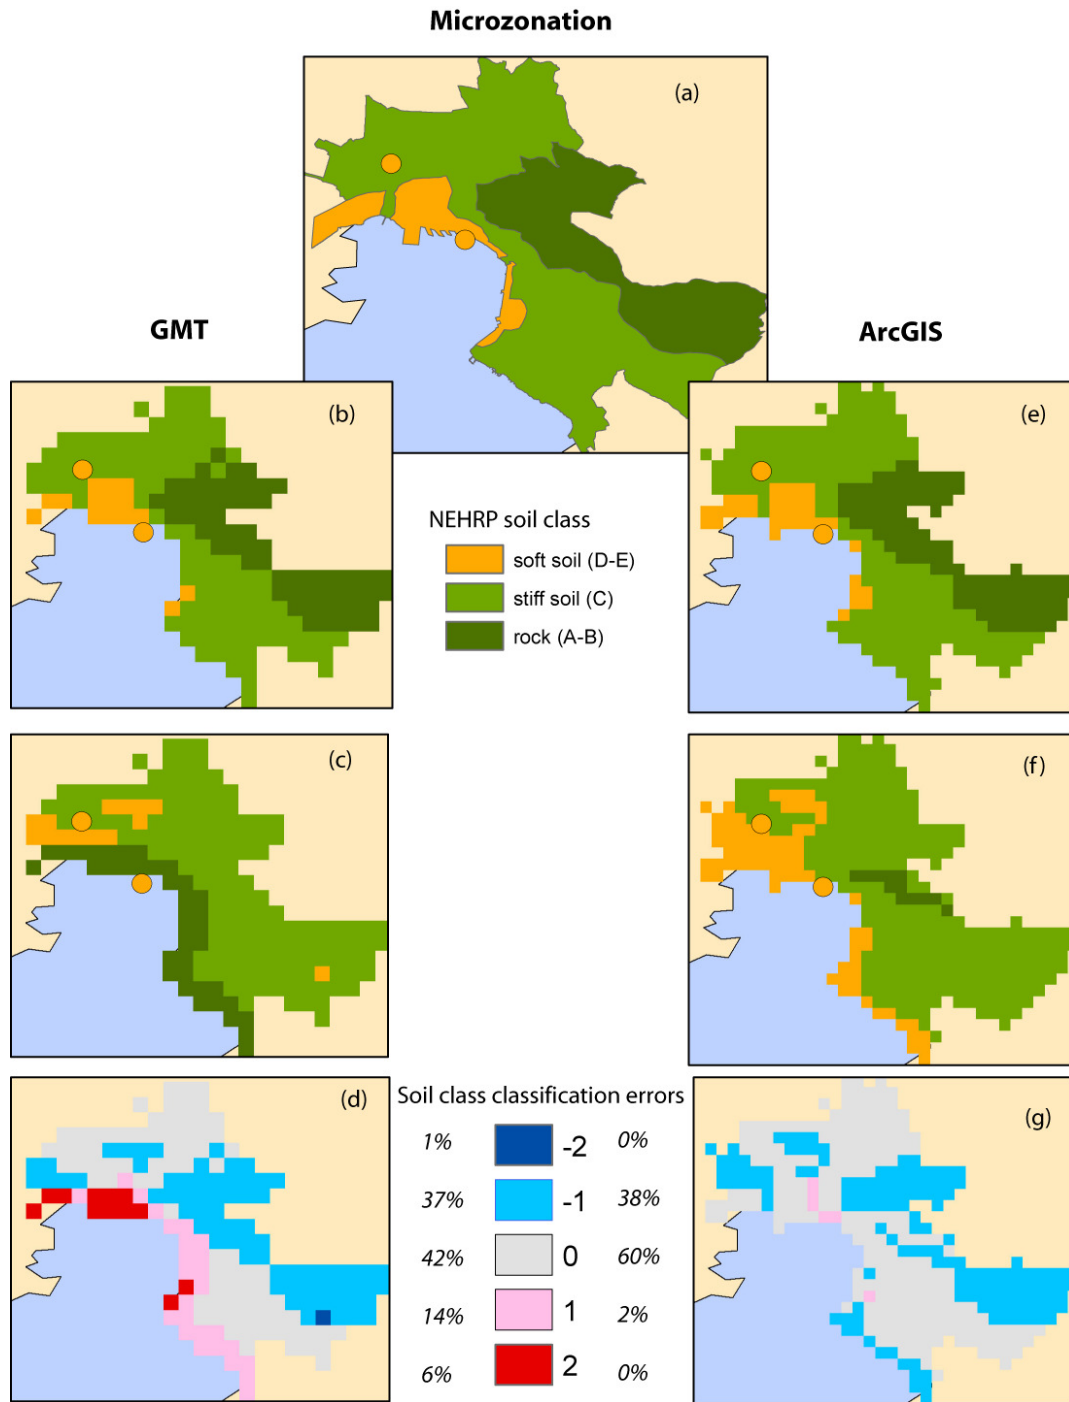 Microzonation
(a)
GMT
ArcGIS
(b)
(e)
NEHRP soil class
soft soil (D-E)
stiff soil (C)
rock (A-B)
(c)
(f)
(d)
Soil class classification errors
(g)
1% -2 0%
37% -1 38%
42% 0 60%
14% 1 2%
6% 2 0%